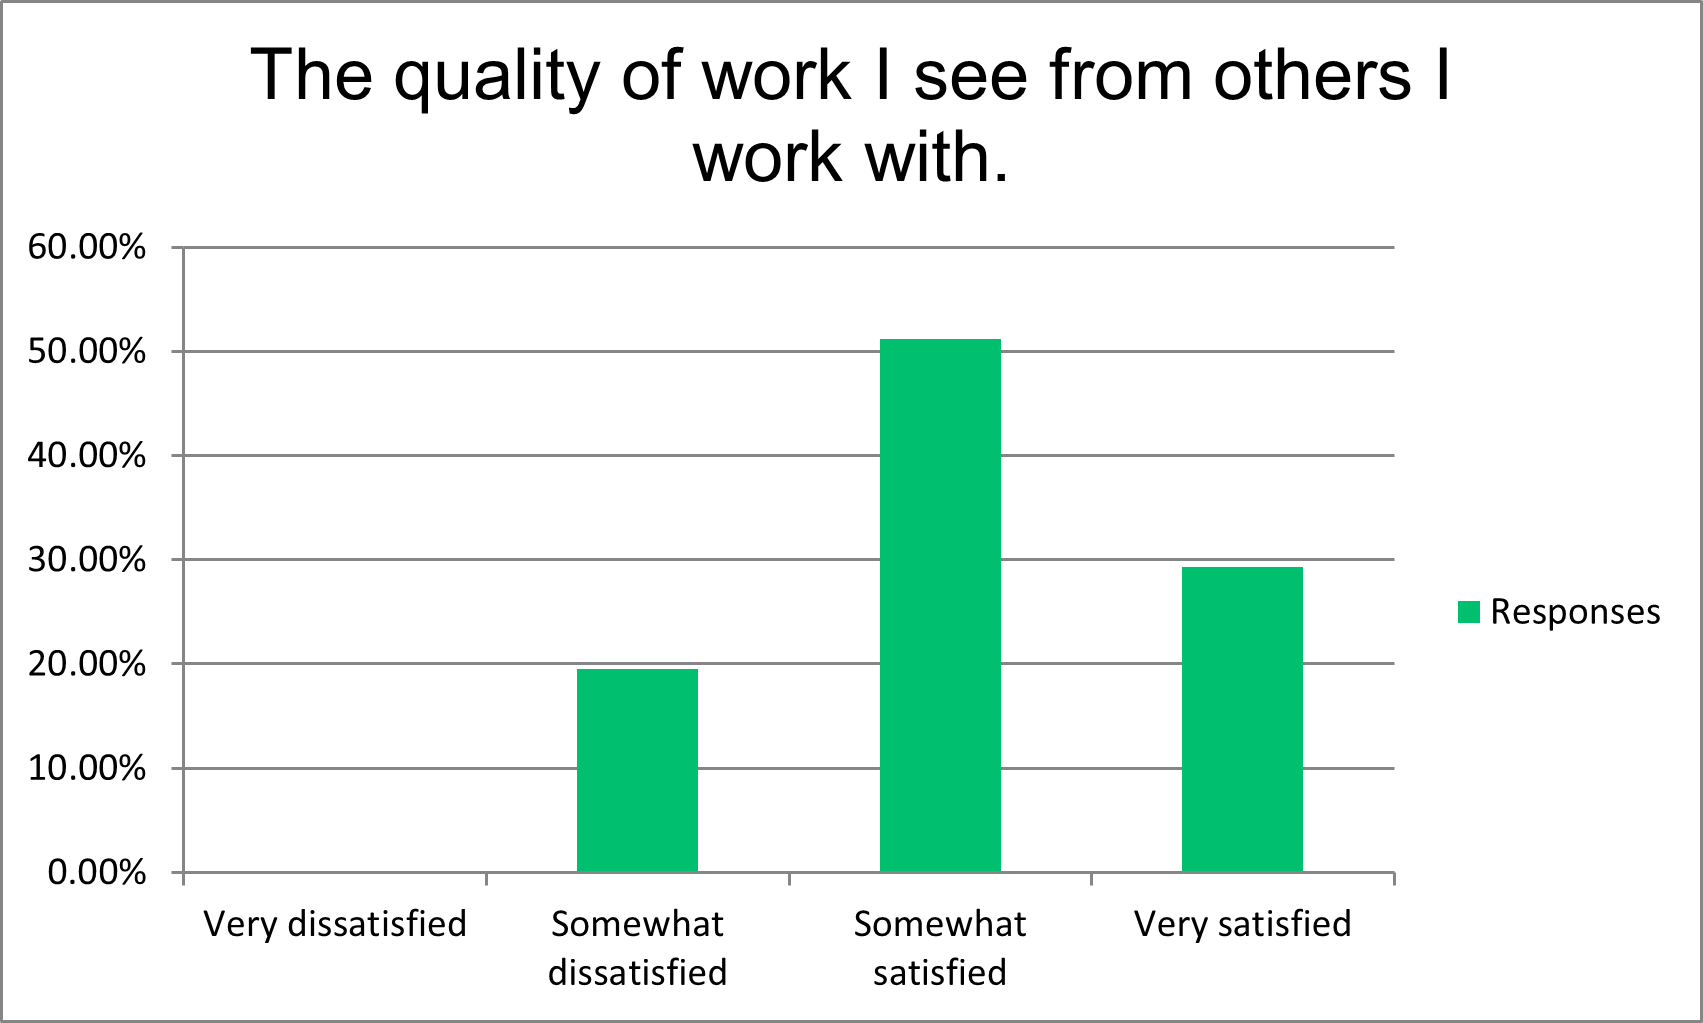 The quality of work I see from others I
work with.
60.00%
50.00%
40.00%
30.00%
20.00%
10.00%
0.00%
Very dissatisfied
Somewhat
dissatisfied
Somewhat
satisfied
Very satisfied
Responses